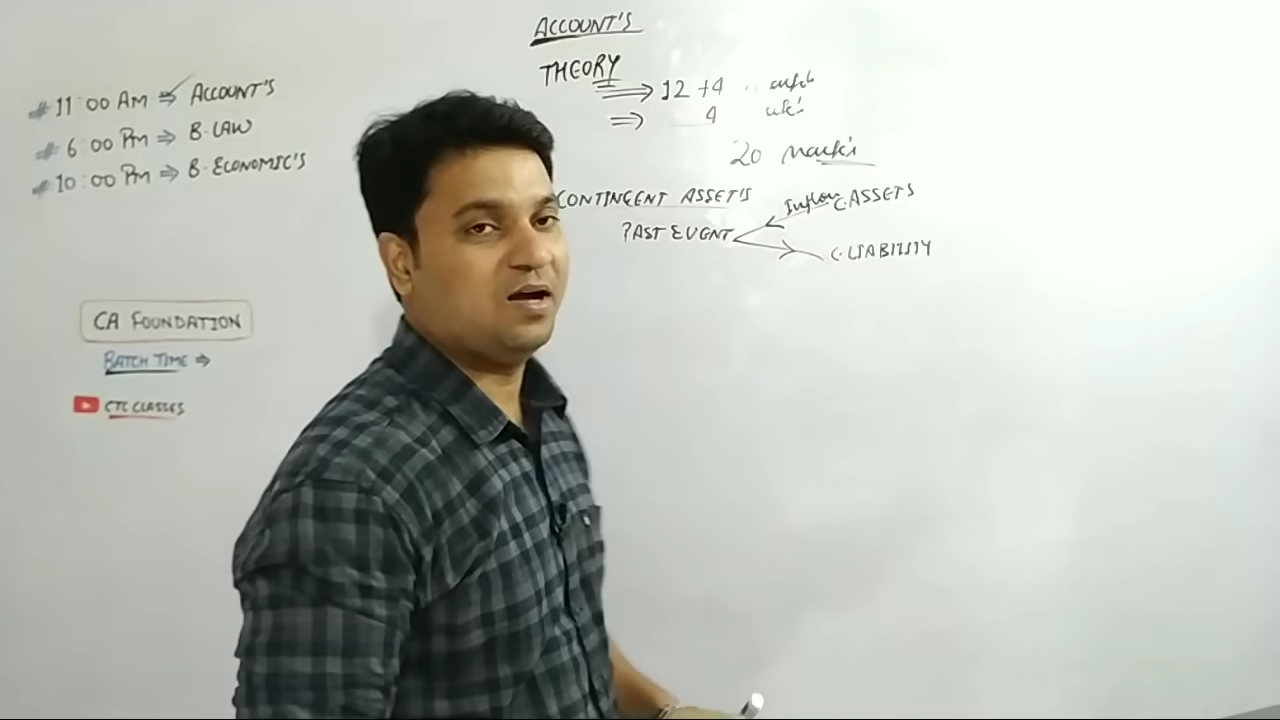 # 11:00 AM ⇒ ACCOUNT'S
# 6:00 PM ⇒ B·LAW
# 10:00 PM ⇒ B·ECONOMIC'S
CA FOUNDATION
BATCH TIME ⇒
CTC CLASSES
ACCOUNT'S
THEORY
⇒ 12 + 4
⇒ 4
20 Mark's
CONTINGENT ASSET'S
PAST EVENT
Inflow C.ASSETS
C.LIABILITY